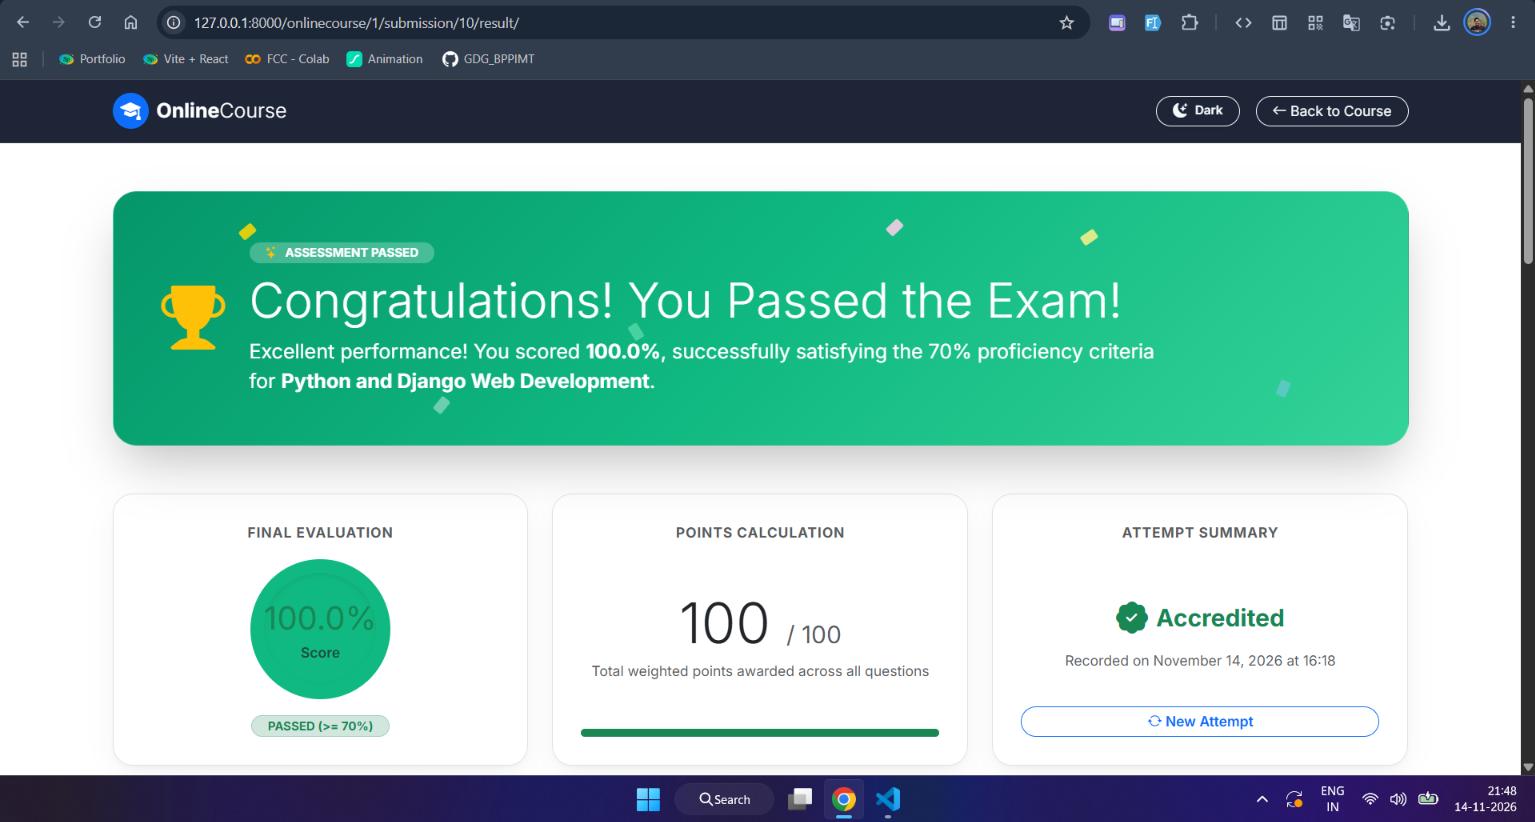 127.0.0.1:8000/onlinecourse/1/submission/10/result/
Portfolio
Vite + React
FCC - Colab
Animation
GDG_BPPIMT
OnlineCourse
Dark
← Back to Course
ASSESSMENT PASSED
Congratulations! You Passed the Exam!
Excellent performance! You scored 100.0%, successfully satisfying the 70% proficiency criteria
for Python and Django Web Development.
FINAL EVALUATION
100.0%
Score
PASSED (>= 70%)
POINTS CALCULATION
100 / 100
Total weighted points awarded across all questions
ATTEMPT SUMMARY
Accredited
Recorded on November 14, 2026 at 16:18
New Attempt
Search
ENG
IN
21:48
14-11-2026